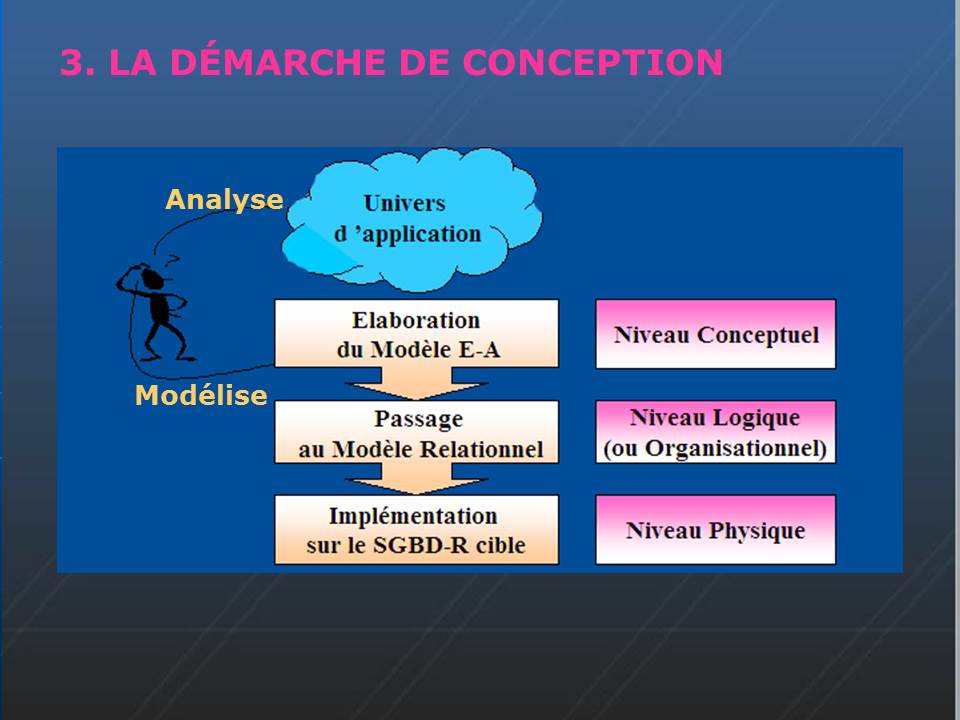 3. LA DÉMARCHE DE CONCEPTION
Analyse
Univers
d ’application
?
Elaboration
du Modèle E-A
Niveau Conceptuel
Modélise
Passage
au Modèle Relationnel
Niveau Logique
(ou Organisationnel)
Implémentation
sur le SGBD-R cible
Niveau Physique